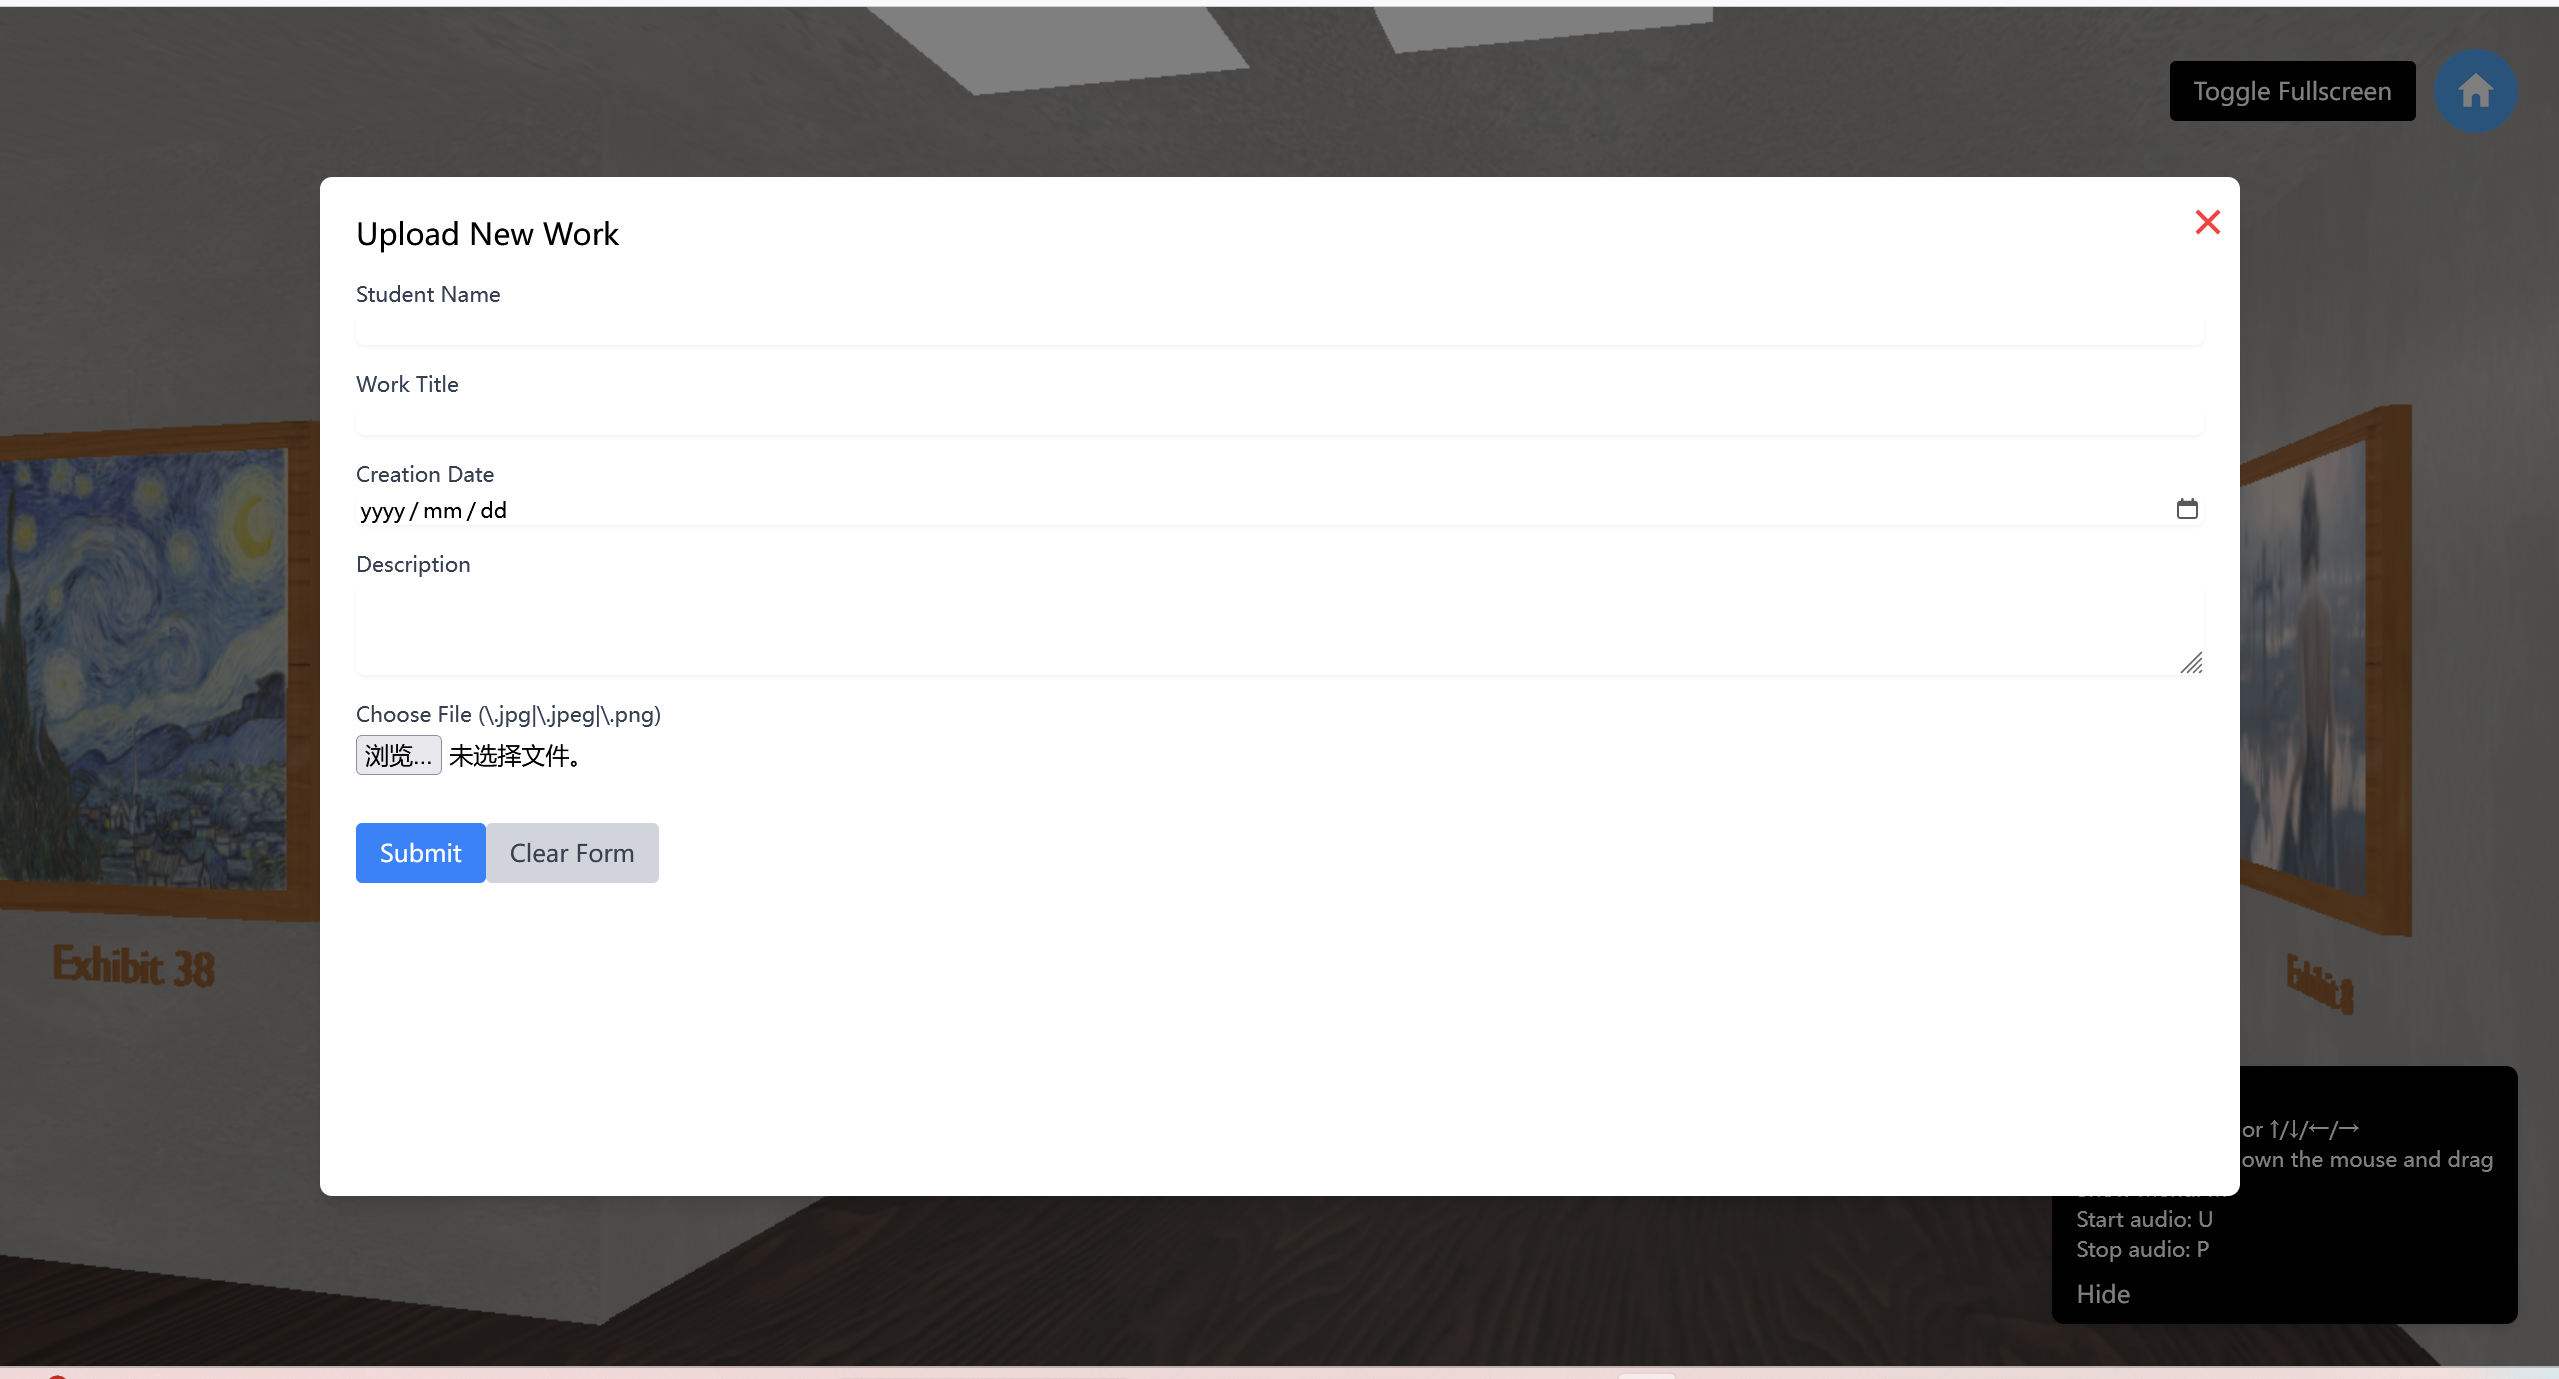 Toggle Fullscreen
Upload New Work
Student Name
Work Title
Creation Date
yyyy / mm / dd
Description
Choose File (\.jpg|\.jpeg|\.png)
浏览... 未选择文件。
Submit
Clear Form
Exhibit 38
or ↑/↓/←/→
own the mouse and drag
Start audio: U
Stop audio: P
Hide